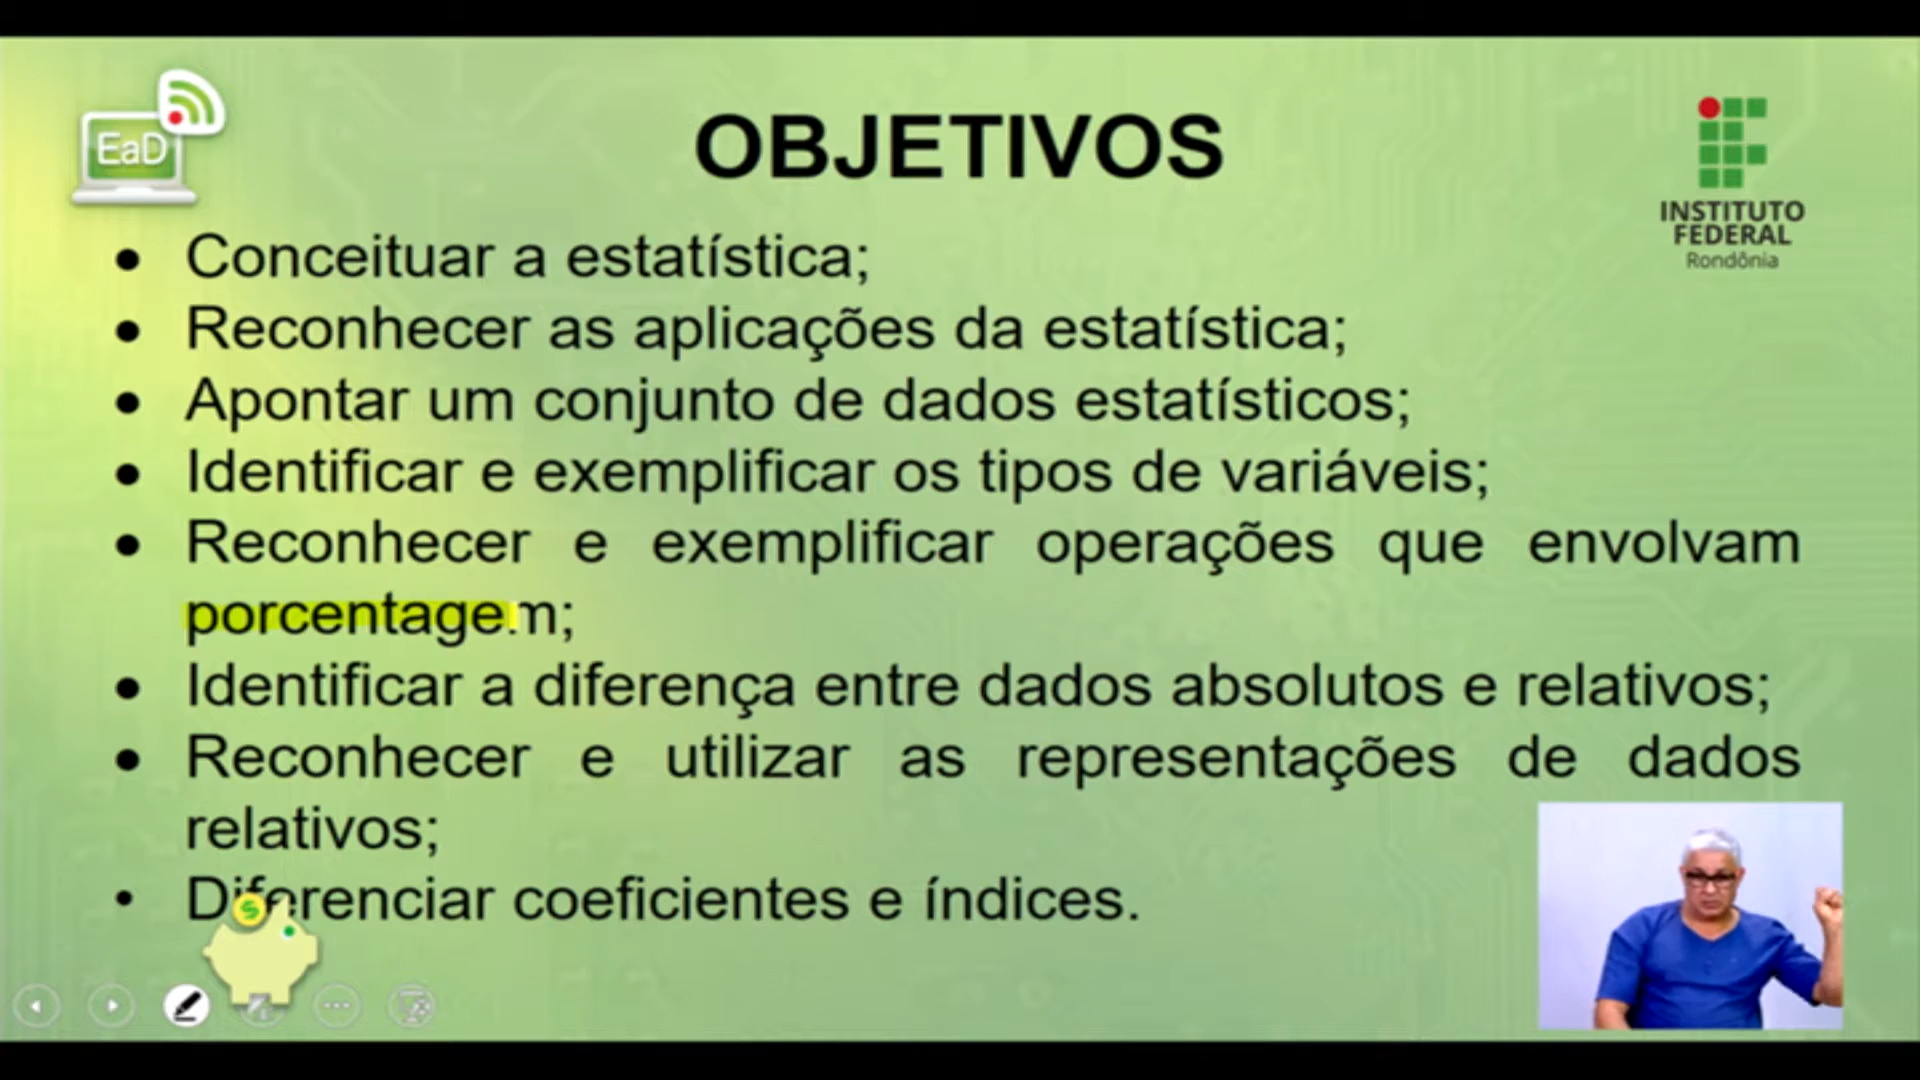 EaD
OBJETIVOS
INSTITUTO
FEDERAL
Rondônia
• Conceituar a estatística;
• Reconhecer as aplicações da estatística;
• Apontar um conjunto de dados estatísticos;
• Identificar e exemplificar os tipos de variáveis;
• Reconhecer e exemplificar operações que envolvam
porcentagem;
• Identificar a diferença entre dados absolutos e relativos;
• Reconhecer e utilizar as representações de dados
relativos;
• Diferenciar coeficientes e índices.
$